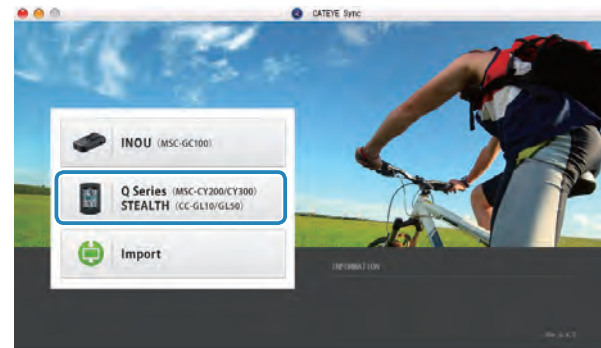 CATEYE Sync
INOU (MSC-GC100)
Q Series (MSC-CY200/CY300)
STEALTH (CC-GL10/GL50)
Import
INFORMATION